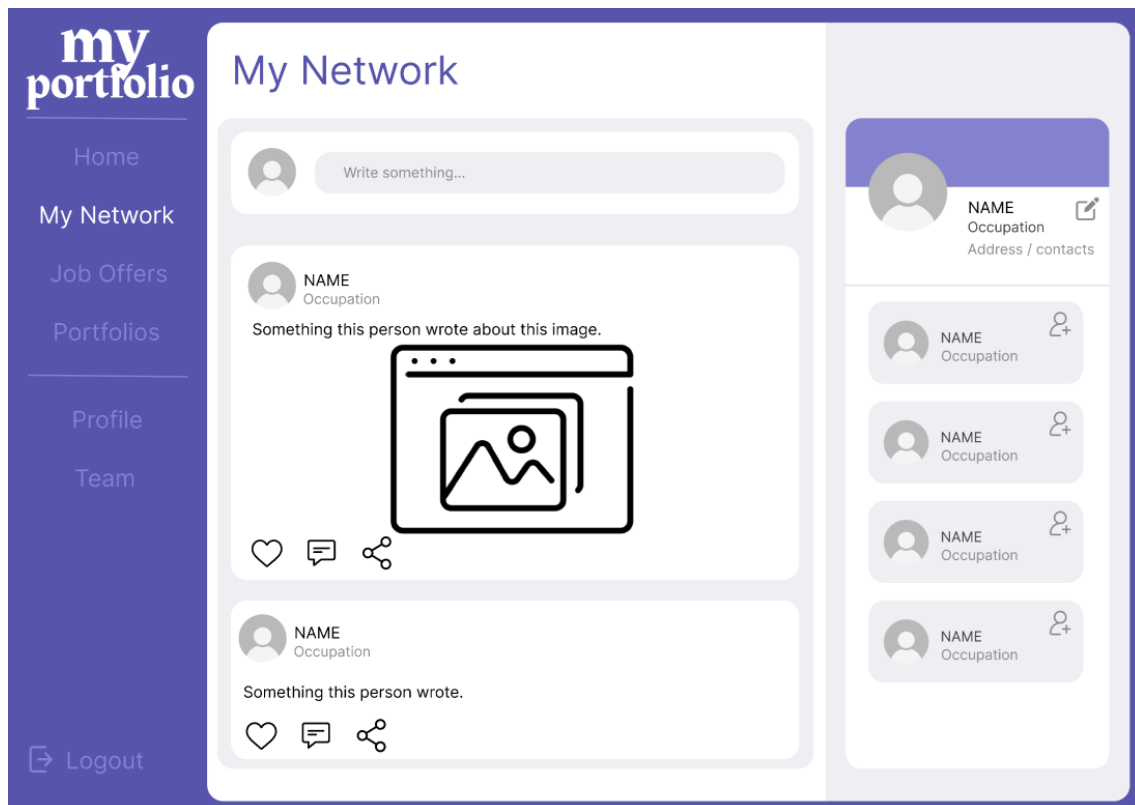 my
portfolio
Home
My Network
Job Offers
Portfolios
Profile
Team
Logout
My Network
Write something...
NAME
Occupation
Something this person wrote about this image.
NAME
Occupation
Something this person wrote.
NAME
Occupation
Address / contacts
NAME
Occupation
NAME
Occupation
NAME
Occupation
NAME
Occupation